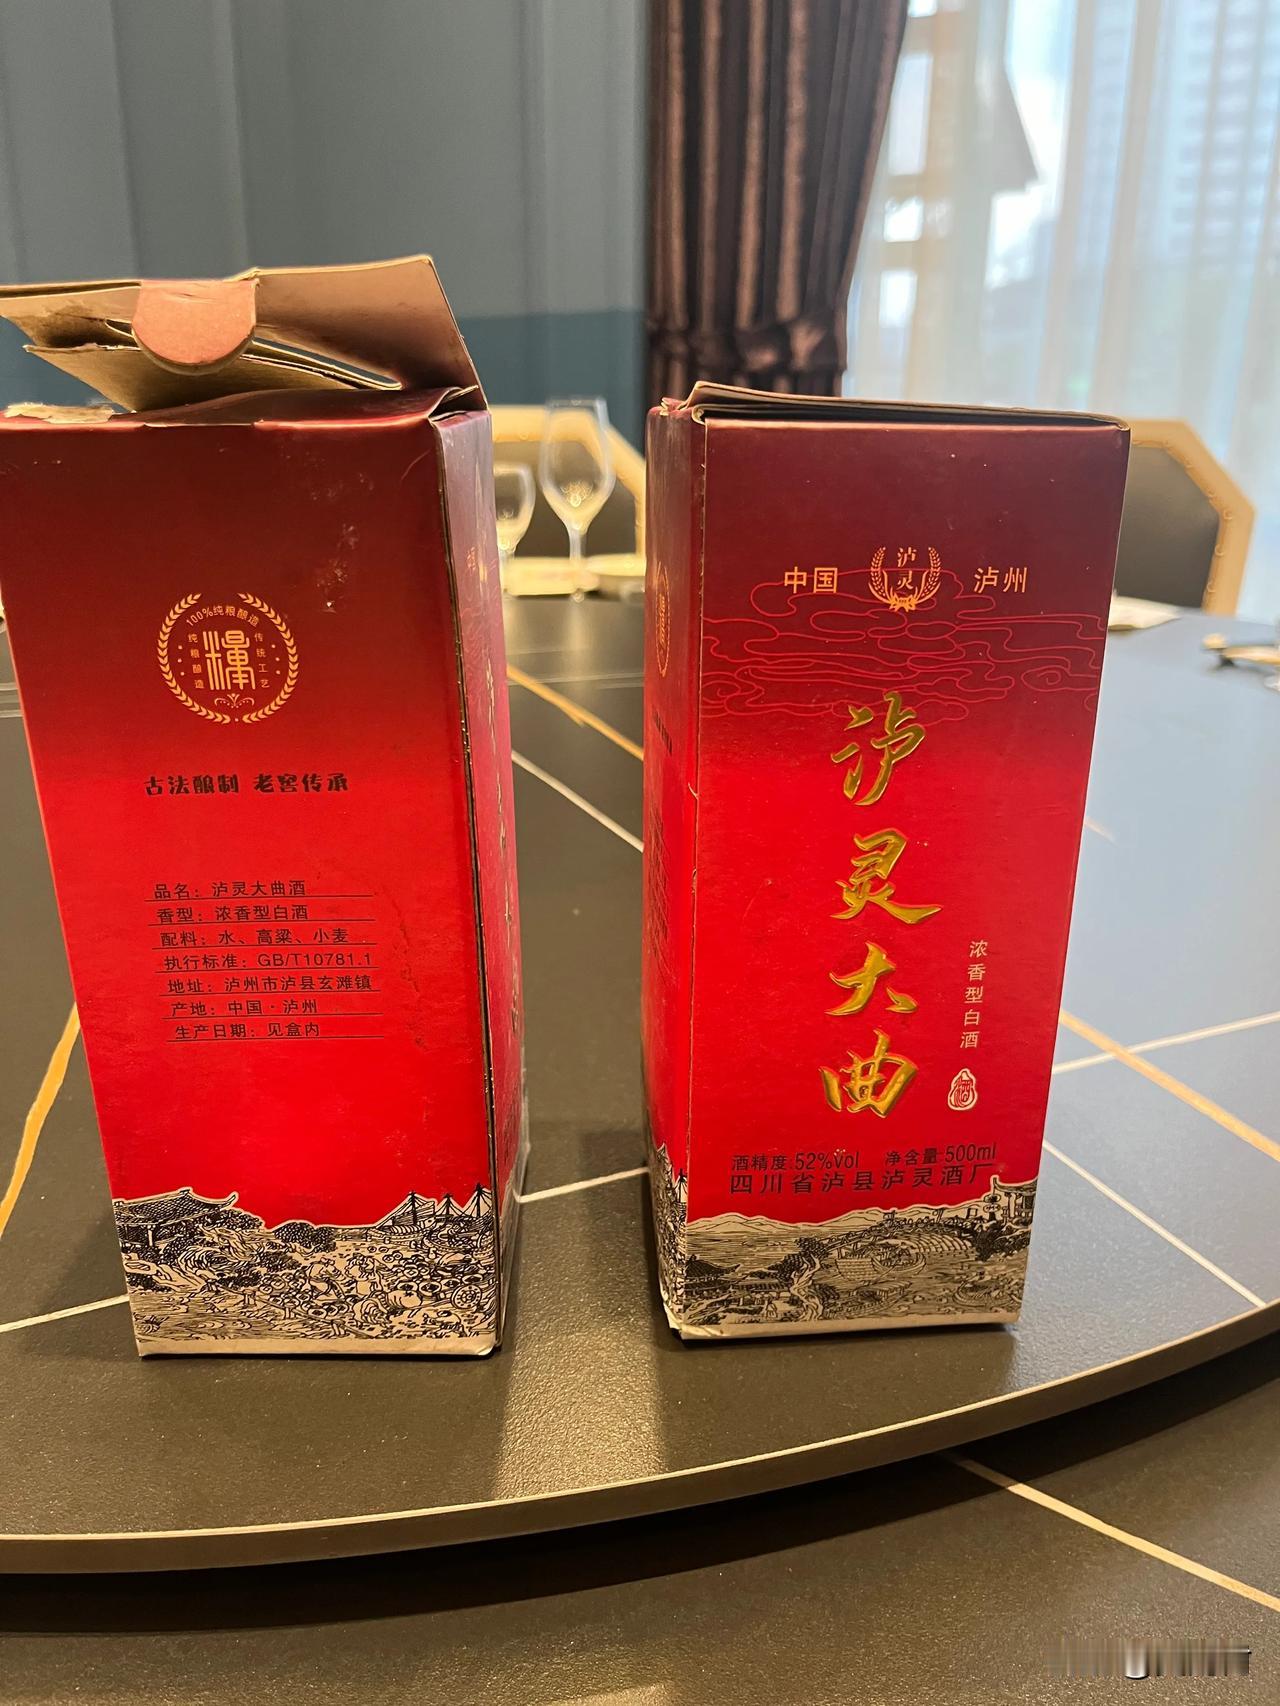 100%纯粮酿造
纯粮酿造
传统工艺
古法酿制 老窖传承
品名：泸灵大曲酒
香型：浓香型白酒
配料：水、高粱、小麦
执行标准：GB/T10781.1
地址：泸州市泸县玄滩镇
产地：中国·泸州
生产日期：见盒内
中国 泸灵 泸州
泸灵大曲
浓香型白酒
酒
酒精度:52%Vol 净含量:500ml
四川省泸县泸灵酒厂